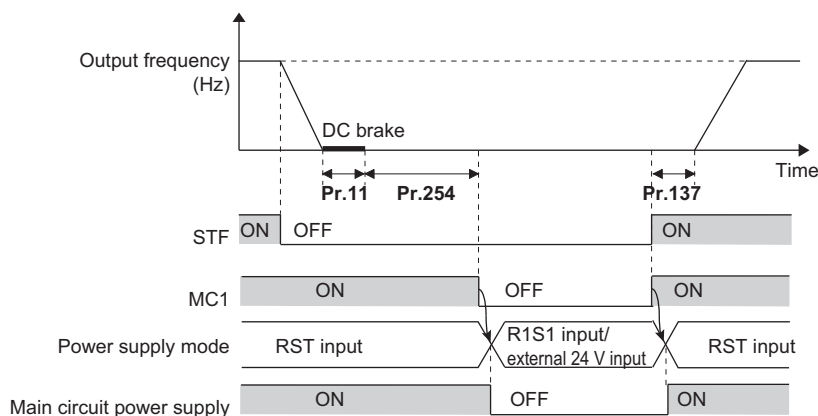 Output frequency
(Hz)
DC brake
Time
Pr.11 Pr.254 Pr.137
STF ON OFF ON
MC1 ON OFF ON
Power supply mode RST input R1S1 input/
external 24 V input RST input
Main circuit power supply ON OFF ON